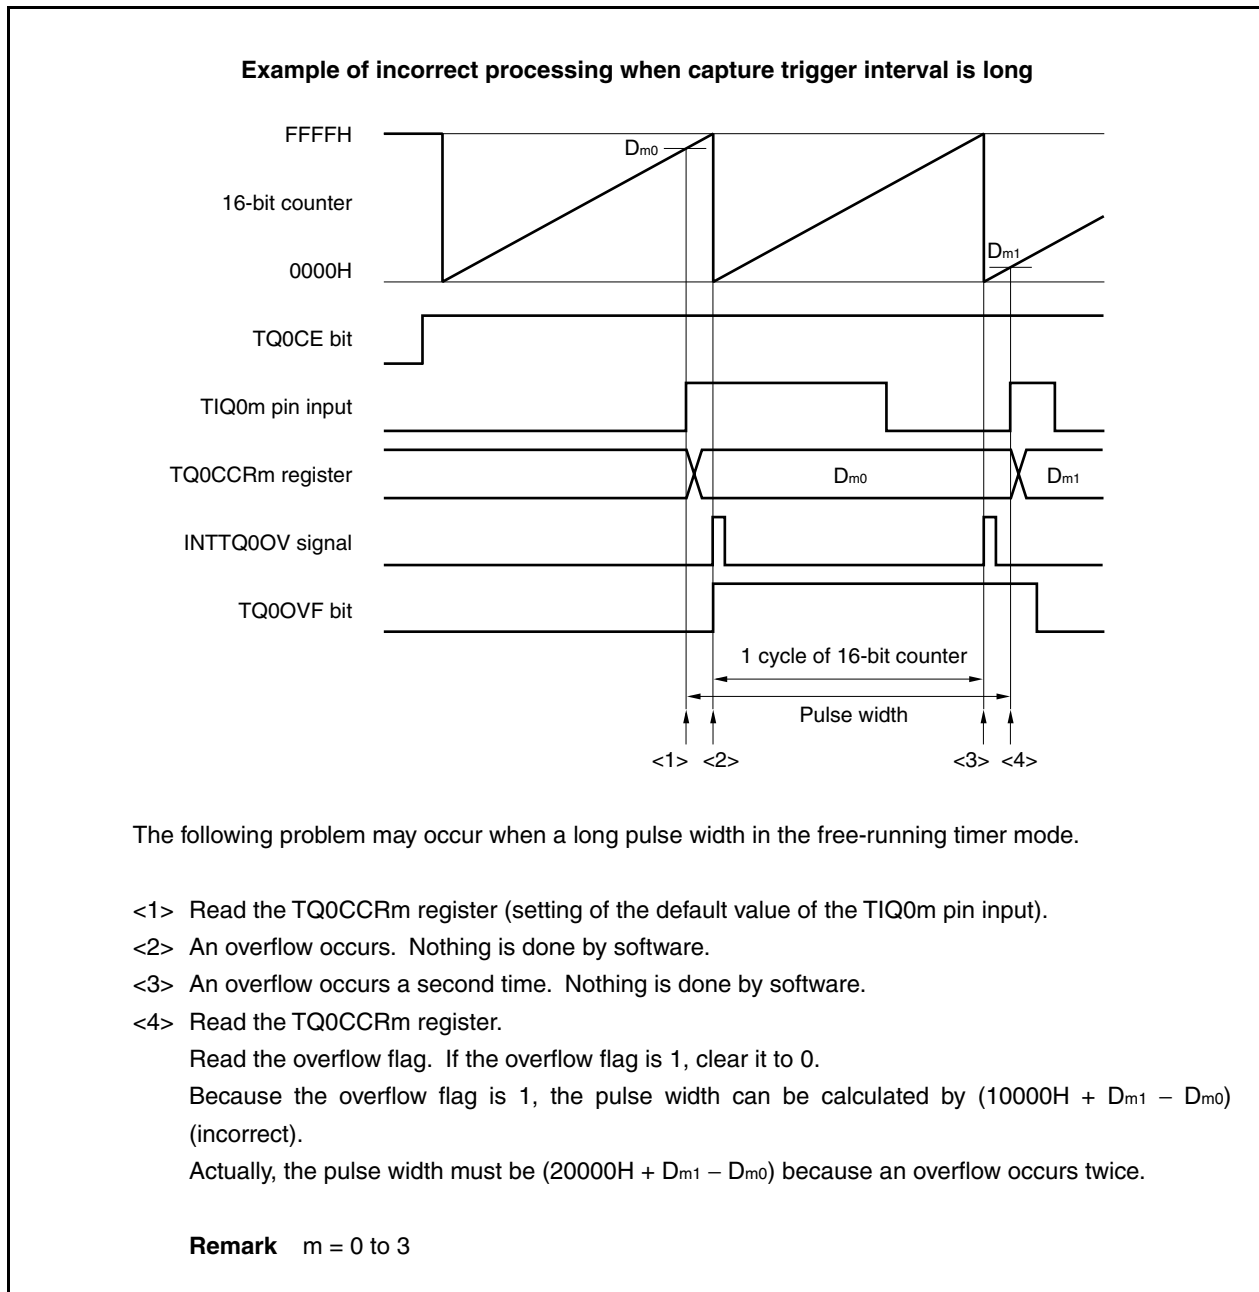 Example of incorrect processing when capture trigger interval is long
FFFFH
Dm0
16-bit counter
Dm1
0000H
TQ0CE bit
TIQ0m pin input
TQ0CCRm register
Dm0
Dm1
INTTQ0OV signal
TQ0OVF bit
1 cycle of 16-bit counter
Pulse width
<1> <2> <3> <4>
The following problem may occur when a long pulse width in the free-running timer mode.
<1> Read the TQ0CCRm register (setting of the default value of the TIQ0m pin input).
<2> An overflow occurs. Nothing is done by software.
<3> An overflow occurs a second time. Nothing is done by software.
<4> Read the TQ0CCRm register.
Read the overflow flag. If the overflow flag is 1, clear it to 0.
Because the overflow flag is 1, the pulse width can be calculated by (10000H + Dm1 – Dm0)
(incorrect).
Actually, the pulse width must be (20000H + Dm1 – Dm0) because an overflow occurs twice.
Remark m = 0 to 3